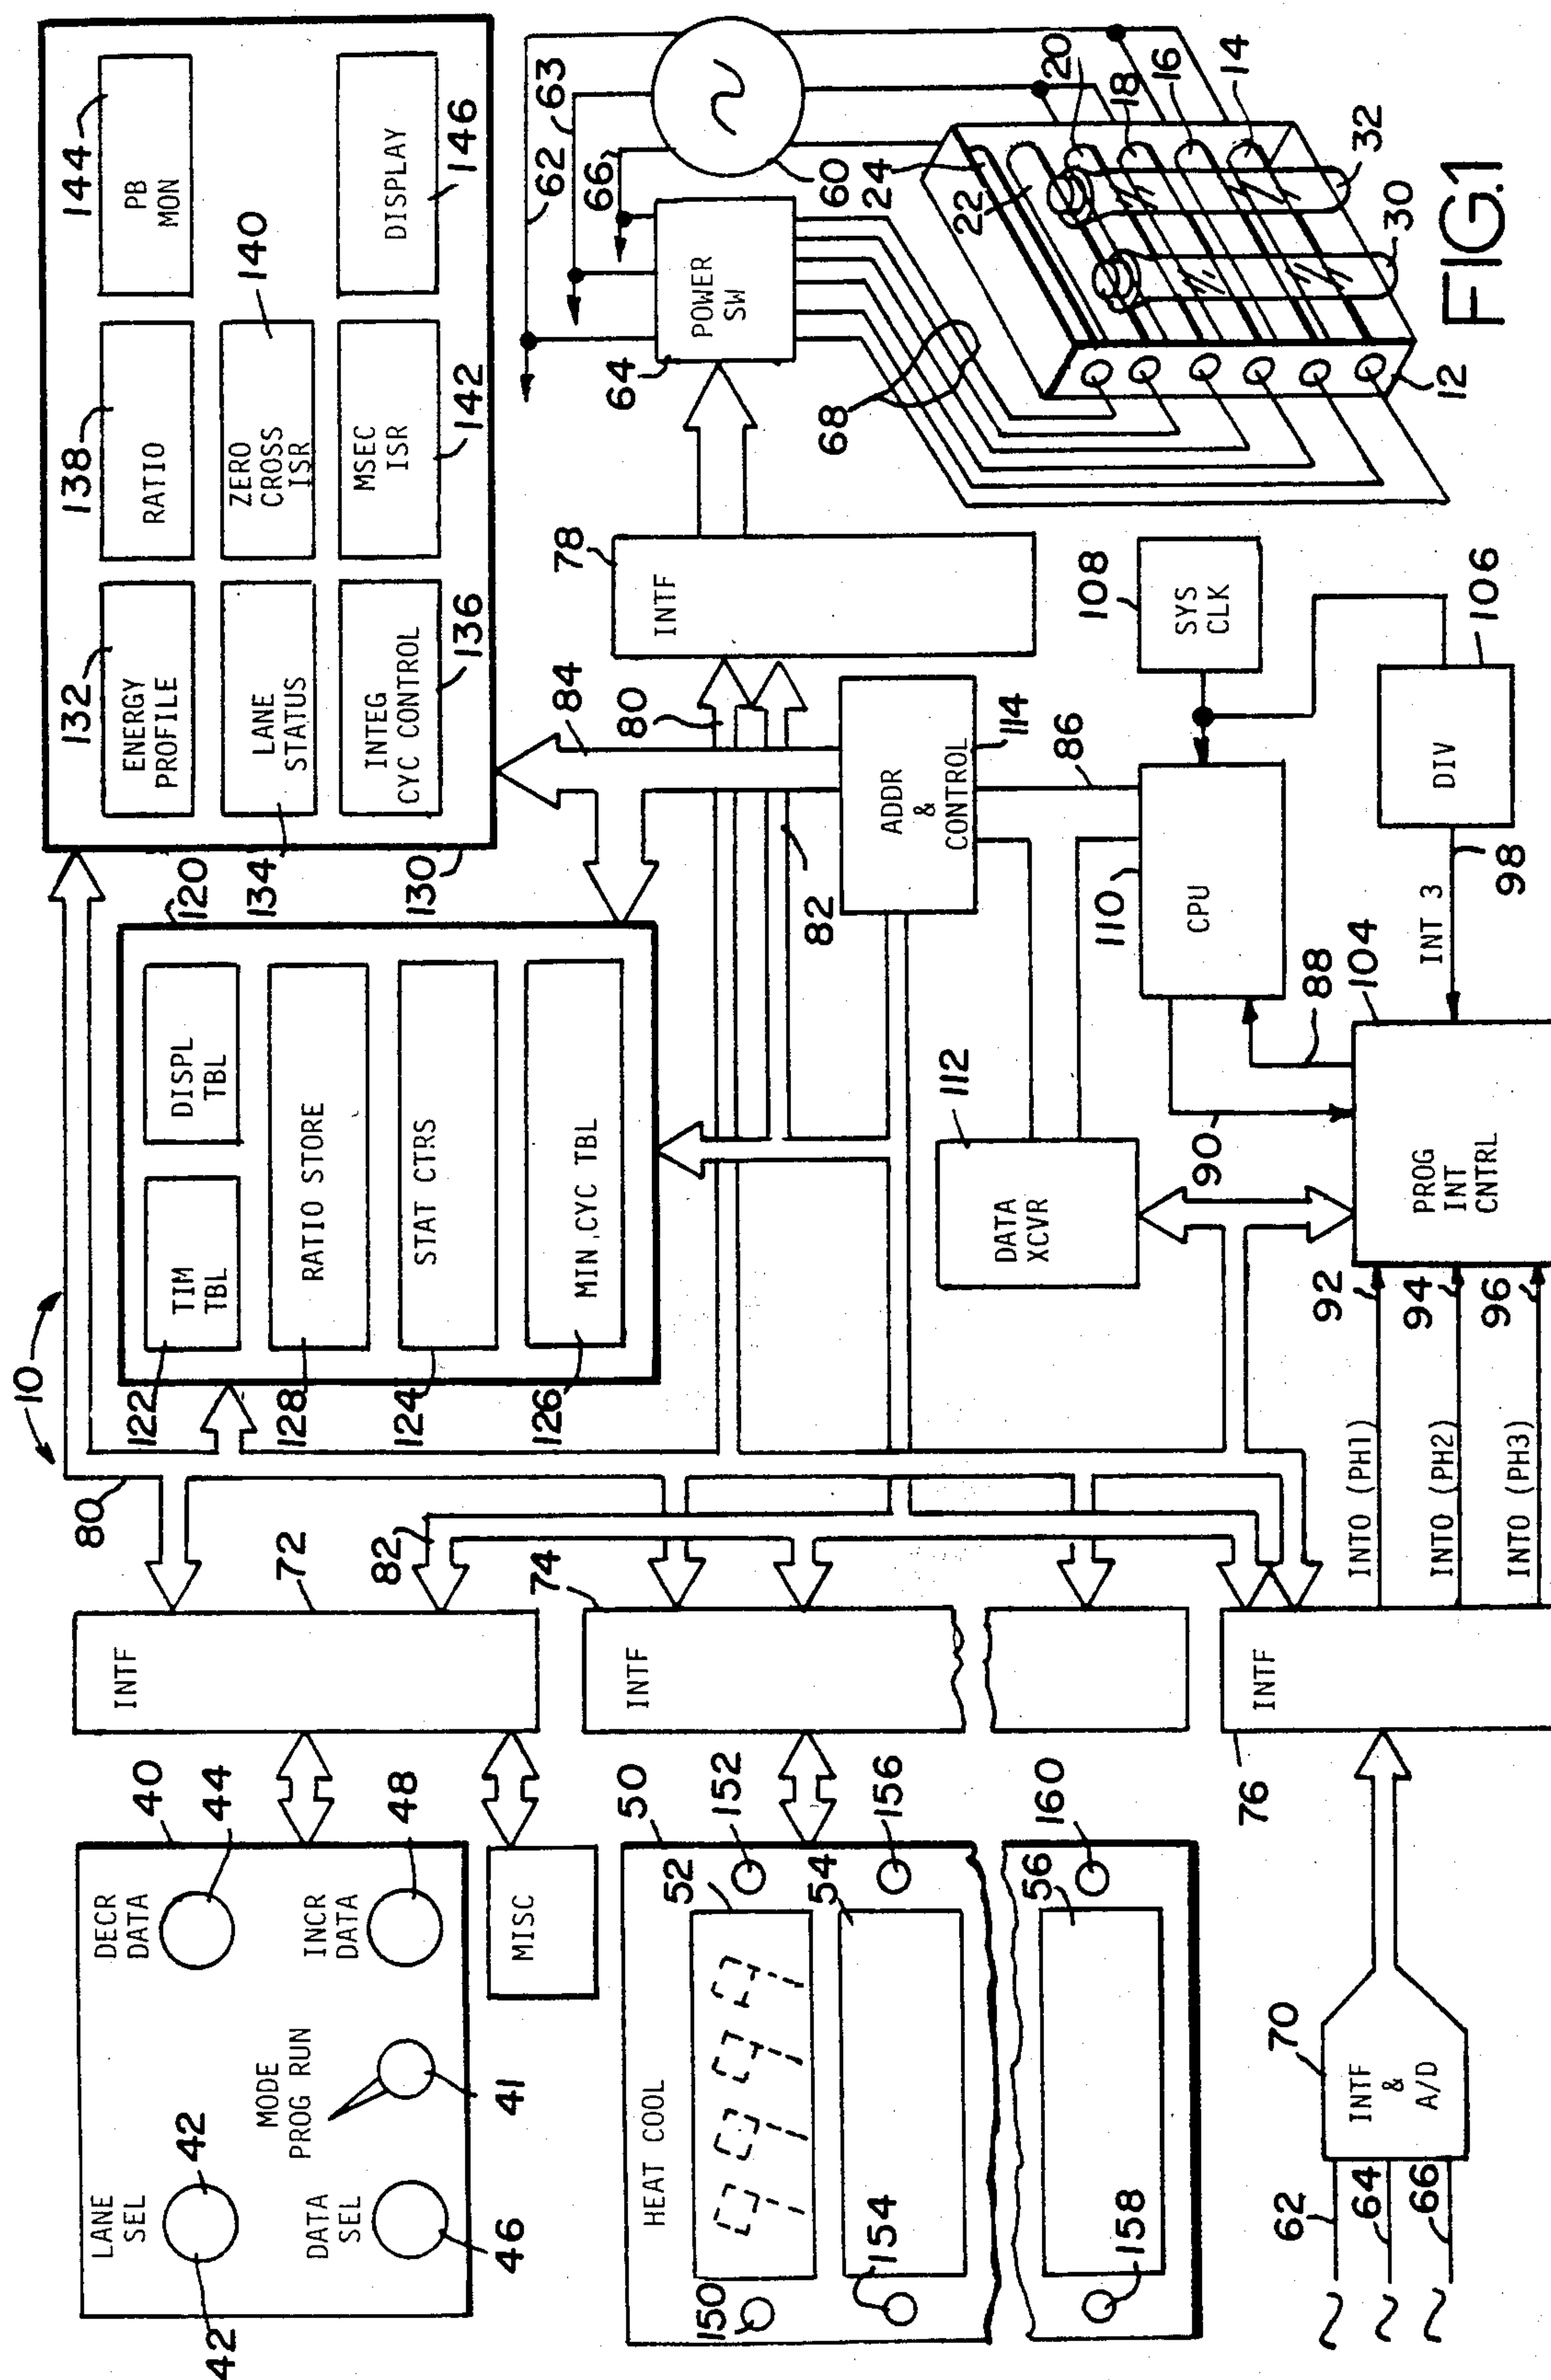 10
LANE
SEL
42
42
DECR
DATA
44
40
MODE
PROG RUN
41
DATA
SEL
46
INCR
DATA
48
MISC
INTF
72
80
82
HEAT COOL
50
52
150
152
54
154
156
56
158
160
INTF
74
INTF
76
62
64
66
INTF
&
A/D
70
INTO (PH1)
92
INTO (PH2)
94
INTO (PH3)
96
TIM
TBL
DISPL
TBL
RATIO STORE
STAT CTRS
MIN.CYC TBL
122
128
124
126
120
DATA
XCVR
112
PROG
INT
CNTRL
104
90
88
INT 3
98
CPU
110
86
ADDR
&
CONTROL
114
82
80
84
SYS
CLK
108
DIV
106
INTF
78
132
ENERGY
PROFILE
138
RATIO
144
PB
MON
134
LANE
STATUS
ZERO
CROSS
ISR
140
INTEG
CYC CONTROL
136
MSEC
ISR
142
DISPLAY
146
130
62
63
66
60
POWER
SW
64
68
24
22
20
18
16
14
12
30
32
FIG.1